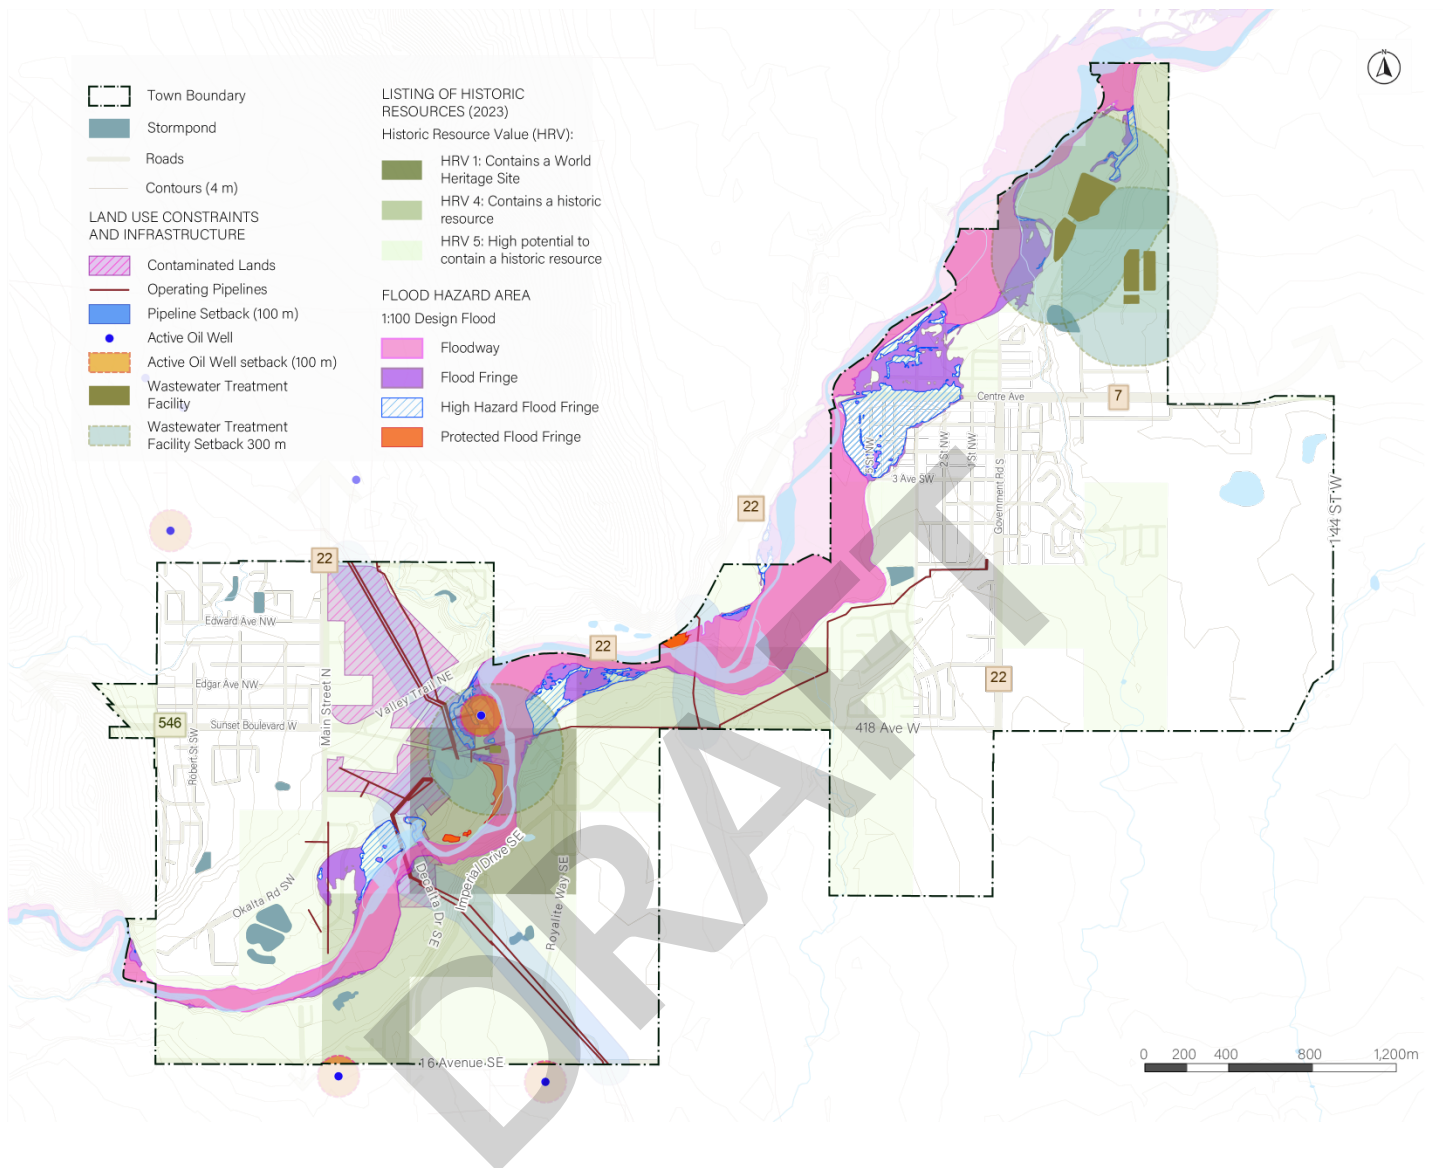 N
Town Boundary
Stormpond
Roads
Contours (4 m)
LAND USE CONSTRAINTS
AND INFRASTRUCTURE
Contaminated Lands
Operating Pipelines
Pipeline Setback (100 m)
Active Oil Well
Active Oil Well setback (100 m)
Wastewater Treatment
Facility
Wastewater Treatment
Facility Setback 300 m
LISTING OF HISTORIC
RESOURCES (2023)
Historic Resource Value (HRV):
HRV 1: Contains a World
Heritage Site
HRV 4: Contains a historic
resource
HRV 5: High potential to
contain a historic resource
FLOOD HAZARD AREA
1:100 Design Flood
Floodway
Flood Fringe
High Hazard Flood Fringe
Protected Flood Fringe
Centre Ave
7
2 St NW
1 St NW
3 Ave SW
Government Rd S
144 ST W
22
22
22
22
418 Ave W
Edward Ave NW
Edgar Ave NW
Main Street N
Valley Trail NE
546
Sunset Boulevard W
Robert St SW
Okalta Rd SW
Decalta Dr SE
Imperial Drive SE
Royalite Way SE
16 Avenue SE
DRAFT
0 200 400 800 1,200m